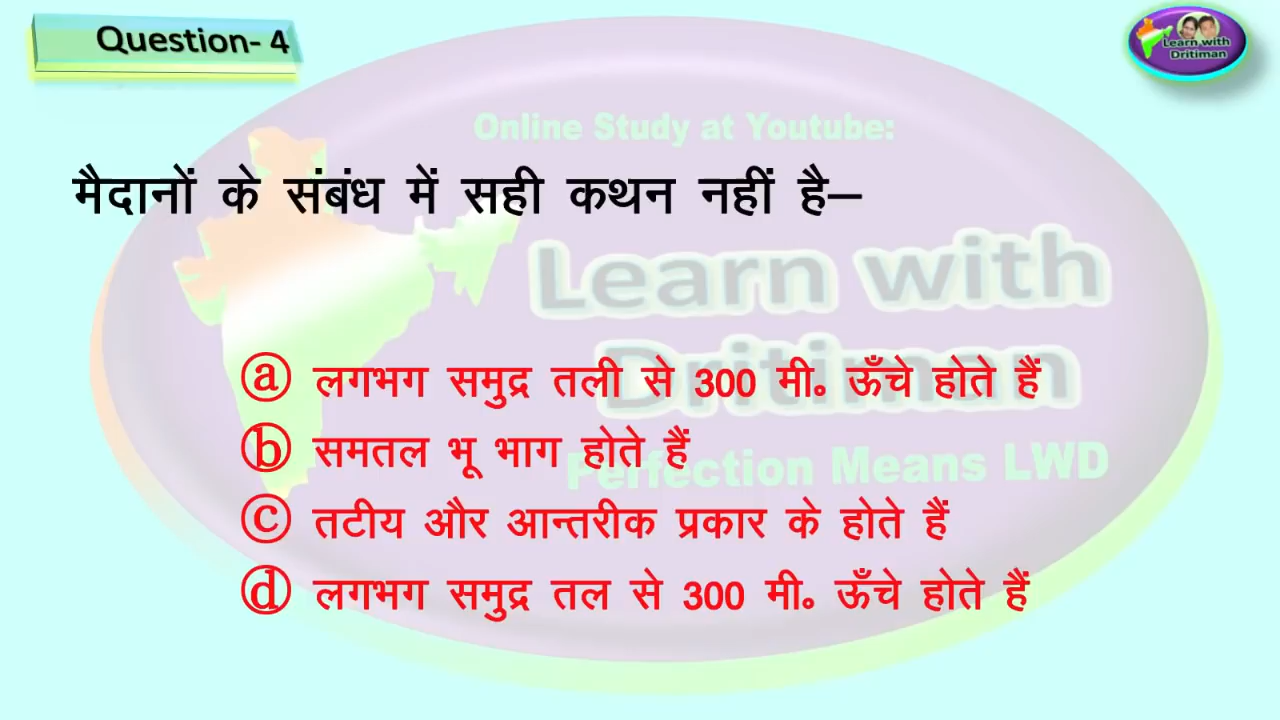 Question- 4
Learn with
Dritiman
Online Study at Youtube:
मैदानों के संबंध में सही कथन नहीं है–
Learn with
Dritiman
ⓐ लगभग समुद्र तली से 300 मी॰ ऊँचे होते हैं
ⓑ समतल भू भाग होते हैं
Perfection Means LWD
ⓒ तटीय और आन्तरीक प्रकार के होते हैं
ⓓ लगभग समुद्र तल से 300 मी॰ ऊँचे होते हैं